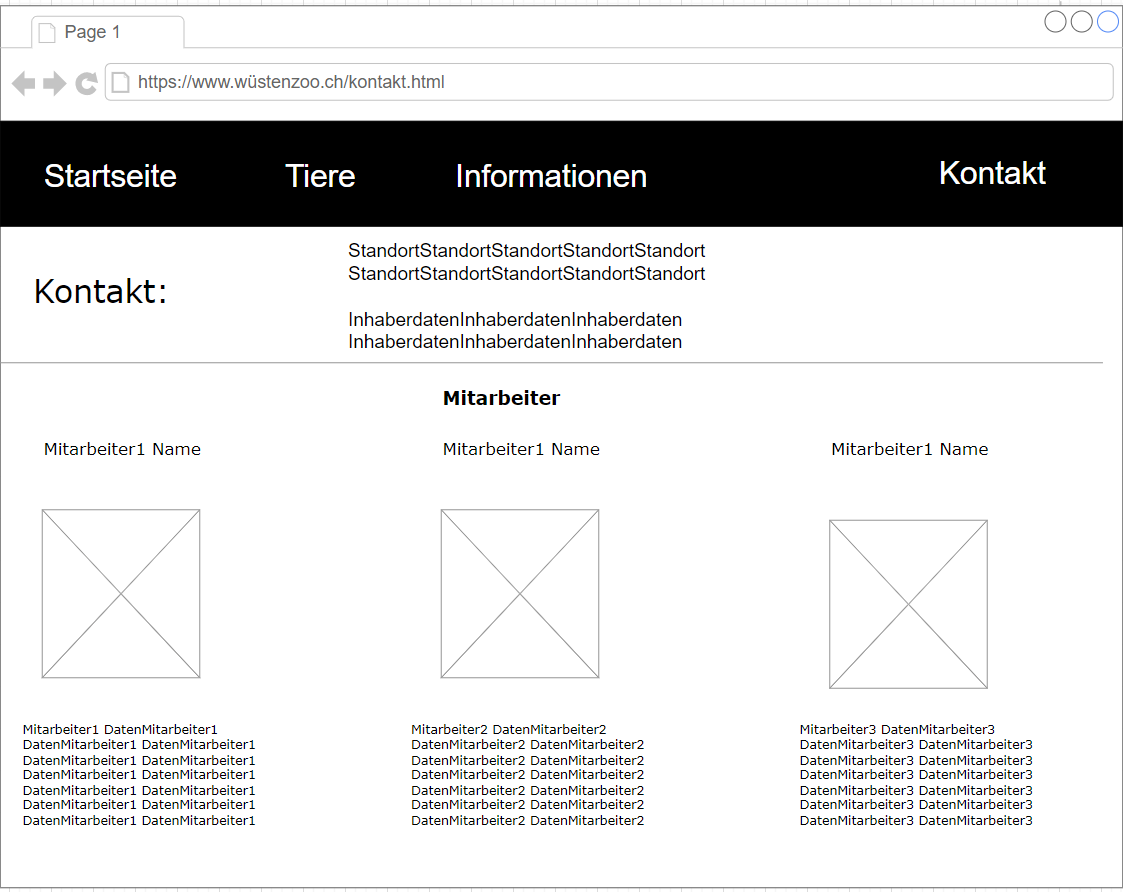 Page 1
https://www.wüstenzoo.ch/kontakt.html
Startseite Tiere Informationen Kontakt
Kontakt:
StandortStandortStandortStandortStandort
StandortStandortStandortStandortStandort
InhaberdatenInhaberdatenInhaberdaten
InhaberdatenInhaberdatenInhaberdaten
Mitarbeiter
Mitarbeiter1 Name
Mitarbeiter1 Name
Mitarbeiter1 Name
Mitarbeiter1 DatenMitarbeiter1
DatenMitarbeiter1 DatenMitarbeiter1
DatenMitarbeiter1 DatenMitarbeiter1
DatenMitarbeiter1 DatenMitarbeiter1
DatenMitarbeiter1 DatenMitarbeiter1
DatenMitarbeiter1 DatenMitarbeiter1
DatenMitarbeiter1 DatenMitarbeiter1
Mitarbeiter2 DatenMitarbeiter2
DatenMitarbeiter2 DatenMitarbeiter2
DatenMitarbeiter2 DatenMitarbeiter2
DatenMitarbeiter2 DatenMitarbeiter2
DatenMitarbeiter2 DatenMitarbeiter2
DatenMitarbeiter2 DatenMitarbeiter2
DatenMitarbeiter2 DatenMitarbeiter2
Mitarbeiter3 DatenMitarbeiter3
DatenMitarbeiter3 DatenMitarbeiter3
DatenMitarbeiter3 DatenMitarbeiter3
DatenMitarbeiter3 DatenMitarbeiter3
DatenMitarbeiter3 DatenMitarbeiter3
DatenMitarbeiter3 DatenMitarbeiter3
DatenMitarbeiter3 DatenMitarbeiter3